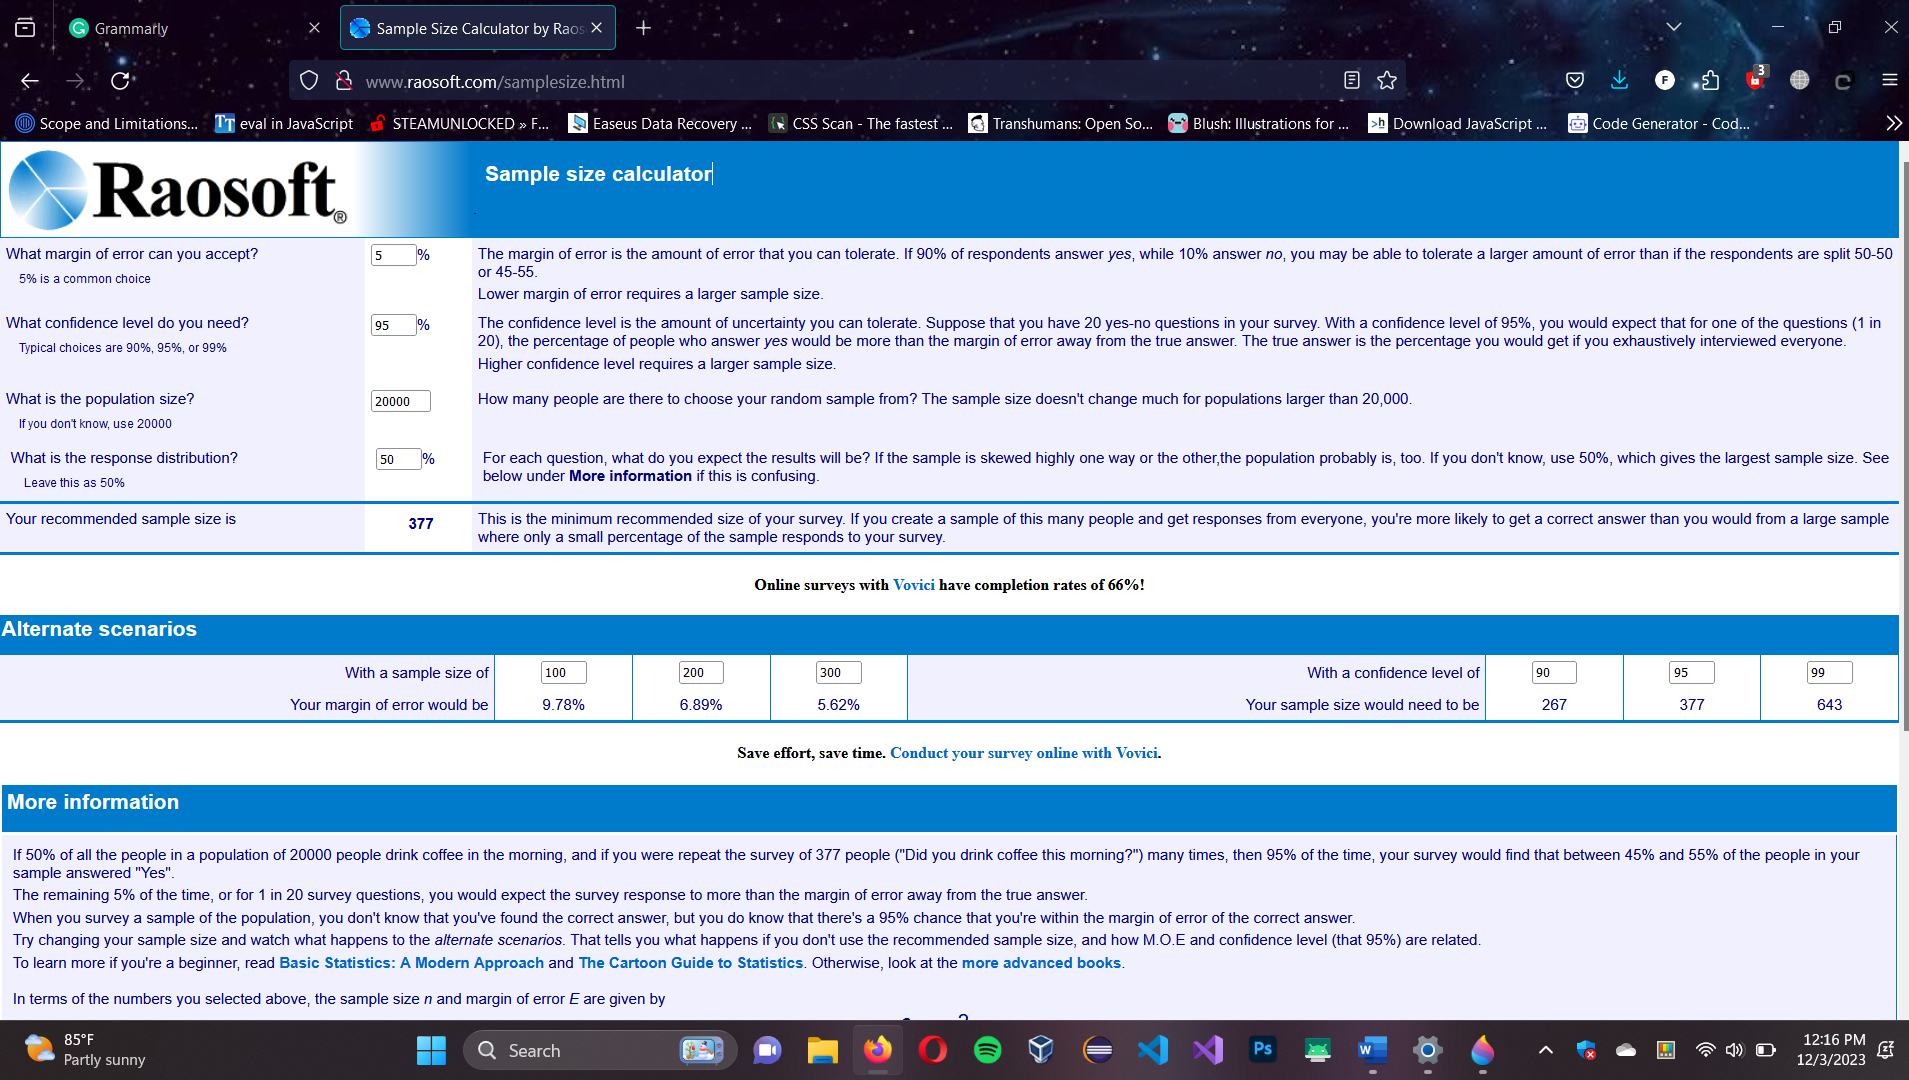 Grammarly
Sample Size Calculator by Raos
www.raosoft.com/samplesize.html
F
3
Scope and Limitations...
TT eval in JavaScript
STEAMUNLOCKED » F...
Easeus Data Recovery ...
CSS Scan - The fastest ...
Transhumans: Open So...
Blush: Illustrations for ...
>h Download JavaScript ...
Code Generator - Cod...
Raosoft®
Sample size calculator
What margin of error can you accept?
5% is a common choice
5 %
The margin of error is the amount of error that you can tolerate. If 90% of respondents answer yes, while 10% answer no, you may be able to tolerate a larger amount of error than if the respondents are split 50-50
or 45-55.
Lower margin of error requires a larger sample size.
What confidence level do you need?
Typical choices are 90%, 95%, or 99%
95 %
The confidence level is the amount of uncertainty you can tolerate. Suppose that you have 20 yes-no questions in your survey. With a confidence level of 95%, you would expect that for one of the questions (1 in
20), the percentage of people who answer yes would be more than the margin of error away from the true answer. The true answer is the percentage you would get if you exhaustively interviewed everyone.
Higher confidence level requires a larger sample size.
What is the population size?
If you don't know, use 20000
20000
How many people are there to choose your random sample from? The sample size doesn't change much for populations larger than 20,000.
What is the response distribution?
Leave this as 50%
50 %
For each question, what do you expect the results will be? If the sample is skewed highly one way or the other,the population probably is, too. If you don't know, use 50%, which gives the largest sample size. See
below under More information if this is confusing.
Your recommended sample size is
377
This is the minimum recommended size of your survey. If you create a sample of this many people and get responses from everyone, you're more likely to get a correct answer than you would from a large sample
where only a small percentage of the sample responds to your survey.
Online surveys with Vovici have completion rates of 66%!
Alternate scenarios
With a sample size of 100 200 300 With a confidence level of 90 95 99
Your margin of error would be 9.78% 6.89% 5.62% Your sample size would need to be 267 377 643
Save effort, save time. Conduct your survey online with Vovici.
More information
If 50% of all the people in a population of 20000 people drink coffee in the morning, and if you were repeat the survey of 377 people ("Did you drink coffee this morning?") many times, then 95% of the time, your survey would find that between 45% and 55% of the people in your
sample answered "Yes".
The remaining 5% of the time, or for 1 in 20 survey questions, you would expect the survey response to more than the margin of error away from the true answer.
When you survey a sample of the population, you don't know that you've found the correct answer, but you do know that there's a 95% chance that you're within the margin of error of the correct answer.
Try changing your sample size and watch what happens to the alternate scenarios. That tells you what happens if you don't use the recommended sample size, and how M.O.E and confidence level (that 95%) are related.
To learn more if you're a beginner, read Basic Statistics: A Modern Approach and The Cartoon Guide to Statistics. Otherwise, look at the more advanced books.
In terms of the numbers you selected above, the sample size n and margin of error E are given by
85°F
Partly sunny
Search
Ps
W
12:16 PM
12/3/2023